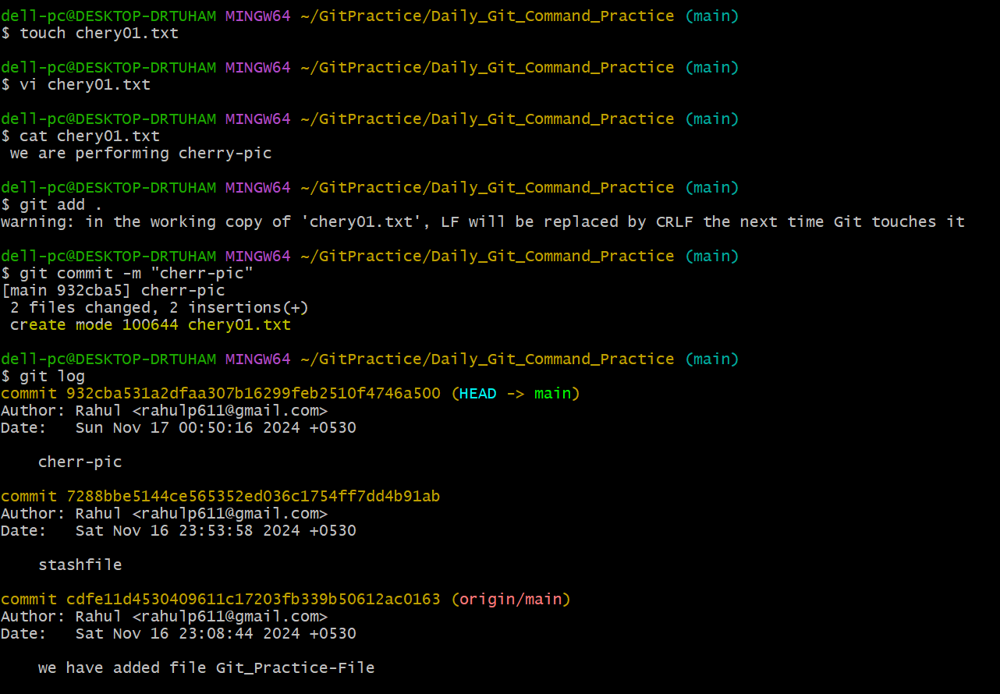 dell-pc@DESKTOP-DRTUHAM MINGW64 ~/GitPractice/Daily_Git_Command_Practice (main)
$ touch chery01.txt
dell-pc@DESKTOP-DRTUHAM MINGW64 ~/GitPractice/Daily_Git_Command_Practice (main)
$ vi chery01.txt
dell-pc@DESKTOP-DRTUHAM MINGW64 ~/GitPractice/Daily_Git_Command_Practice (main)
$ cat chery01.txt
 we are performing cherry-pic
dell-pc@DESKTOP-DRTUHAM MINGW64 ~/GitPractice/Daily_Git_Command_Practice (main)
$ git add .
warning: in the working copy of 'chery01.txt', LF will be replaced by CRLF the next time Git touches it
dell-pc@DESKTOP-DRTUHAM MINGW64 ~/GitPractice/Daily_Git_Command_Practice (main)
$ git commit -m "cherr-pic"
[main 932cba5] cherr-pic
 2 files changed, 2 insertions(+)
 create mode 100644 chery01.txt
dell-pc@DESKTOP-DRTUHAM MINGW64 ~/GitPractice/Daily_Git_Command_Practice (main)
$ git log
commit 932cba531a2dfaa307b16299feb2510f4746a500 (HEAD -> main)
Author: Rahul <rahulp611@gmail.com>
Date:   Sun Nov 17 00:50:16 2024 +0530
    cherr-pic
commit 7288bbe5144ce565352ed036c1754ff7dd4b91ab
Author: Rahul <rahulp611@gmail.com>
Date:   Sat Nov 16 23:53:58 2024 +0530
    stashfile
commit cdfe11d4530409611c17203fb339b50612ac0163 (origin/main)
Author: Rahul <rahulp611@gmail.com>
Date:   Sat Nov 16 23:08:44 2024 +0530
    we have added file Git_Practice-File